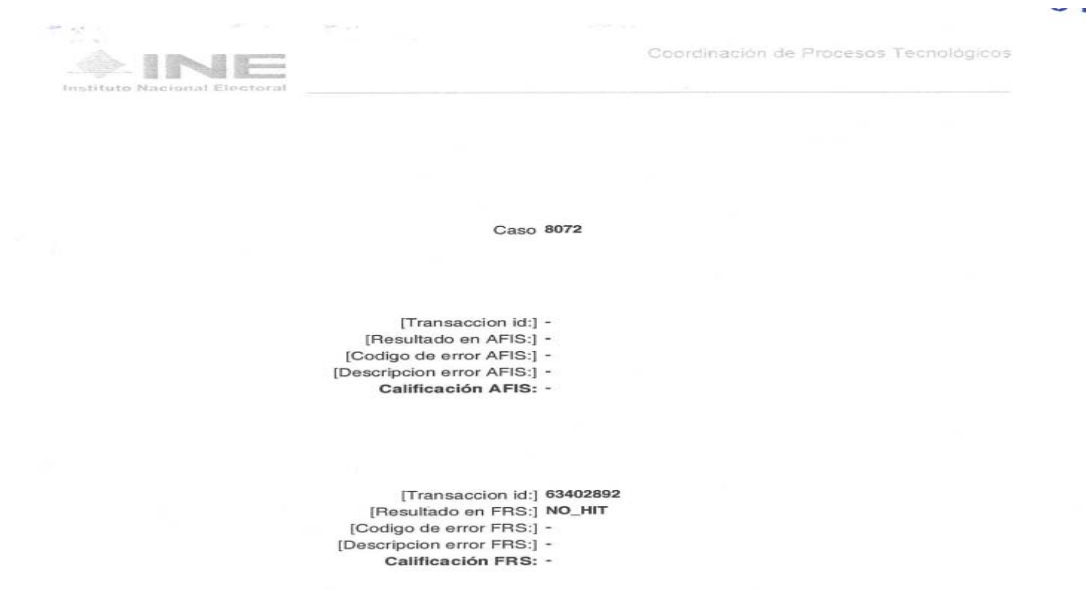 INE
Instituto Nacional Electoral
Coordinación de Procesos Tecnológicos
Caso 8072
[Transaccion id:] -
[Resultado en AFIS:] -
[Codigo de error AFIS:] -
[Descripcion error AFIS:] -
Calificación AFIS: -
[Transaccion id:] 63402892
[Resultado en FRS:] NO_HIT
[Codigo de error FRS:] -
[Descripcion error FRS:] -
Calificación FRS: -